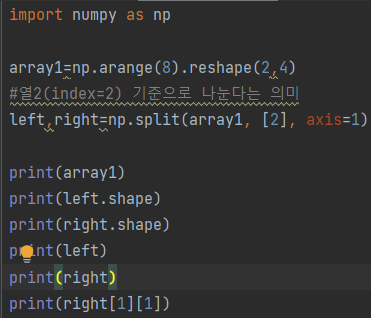 import numpy as np
array1=np.arange(8).reshape(2,4)
#열2(index=2) 기준으로 나눈다는 의미
left,right=np.split(array1, [2], axis=1)
print(array1)
print(left.shape)
print(right.shape)
print(left)
print(right)
print(right[1][1])